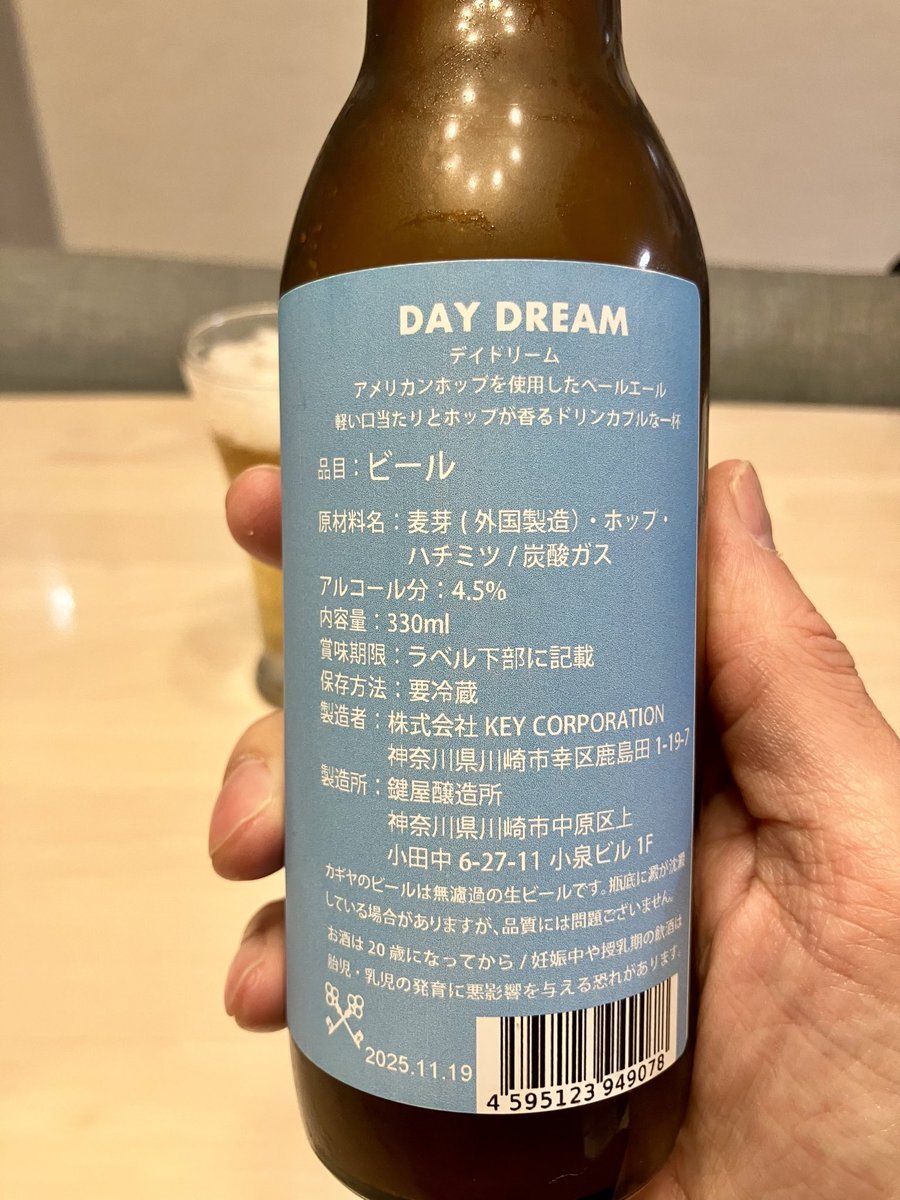 DAY DREAM
デイドリーム
アメリカンホップを使用したペールエール
軽い口当たりとホップが香るドリンカブルな一杯
品目：ビール
原材料名：麦芽 ( 外国製造)・ホップ・
ハチミツ / 炭酸ガス
アルコール分：4.5%
内容量：330ml
賞味期限：ラベル下部に記載
保存方法：要冷蔵
製造者：株式会社 KEY CORPORATION
神奈川県川崎市幸区鹿島田 1-19-7
製造所：鍵屋醸造所
神奈川県川崎市中原区上
小田中 6-27-11 小泉ビル 1F
カギヤのビールは無濾過の生ビールです。瓶底に澱が沈殿
している場合がありますが、品質には問題ございません。
お酒は 20 歳になってから / 妊娠中や授乳期の飲酒は
胎児・乳児の発育に悪影響を与える恐れがあります。
2025.11.19
4 595123 949078